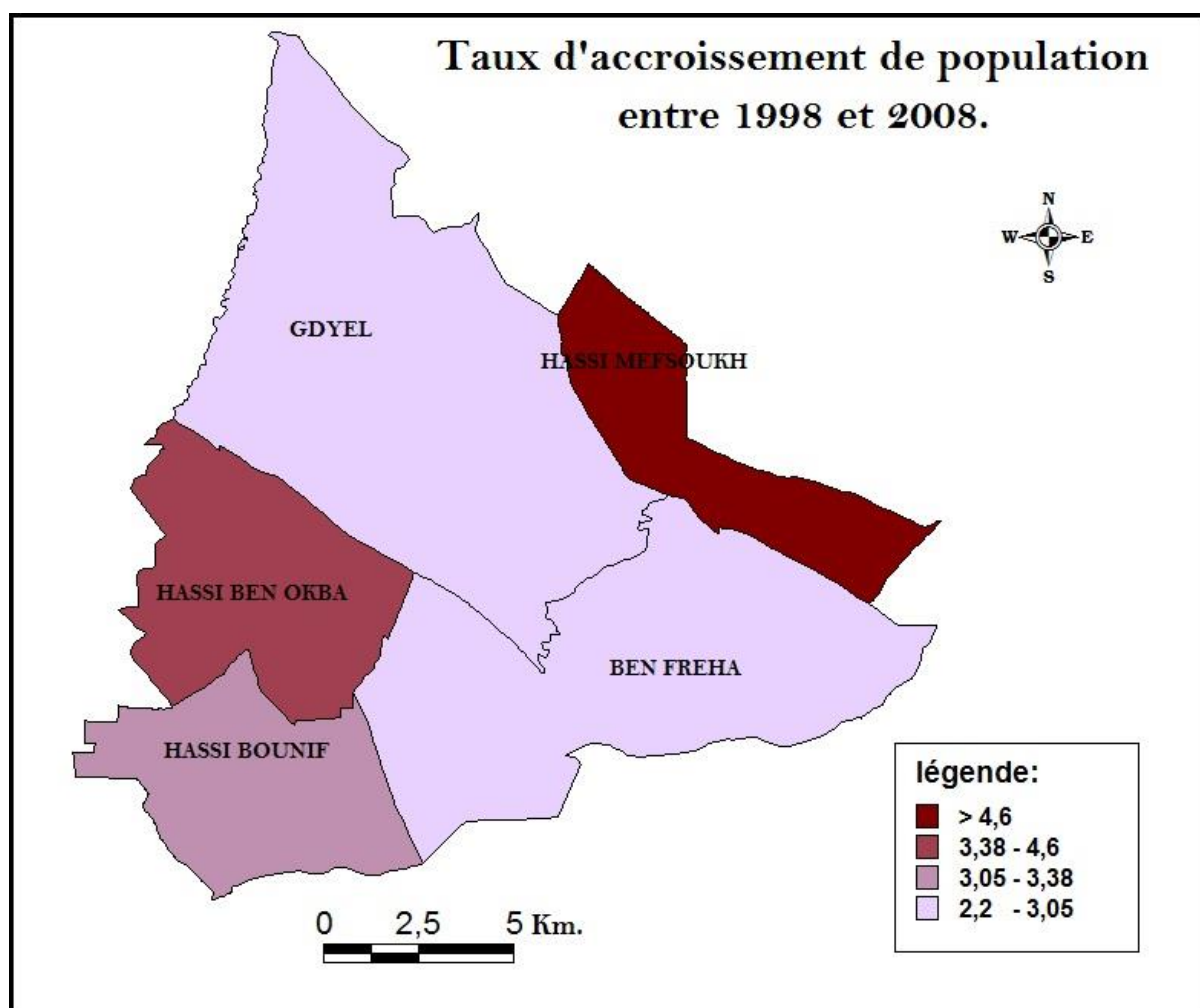 Taux d'accroissement de population
entre 1998 et 2008.
N
W E
S
GDYEL
HASSI MEFSOUKH
HASSI BEN OKBA
BEN FREHA
HASSI BOUNIF
légende:
> 4,6
3,38 - 4,6
3,05 - 3,38
2,2 - 3,05
0 2,5 5 Km.